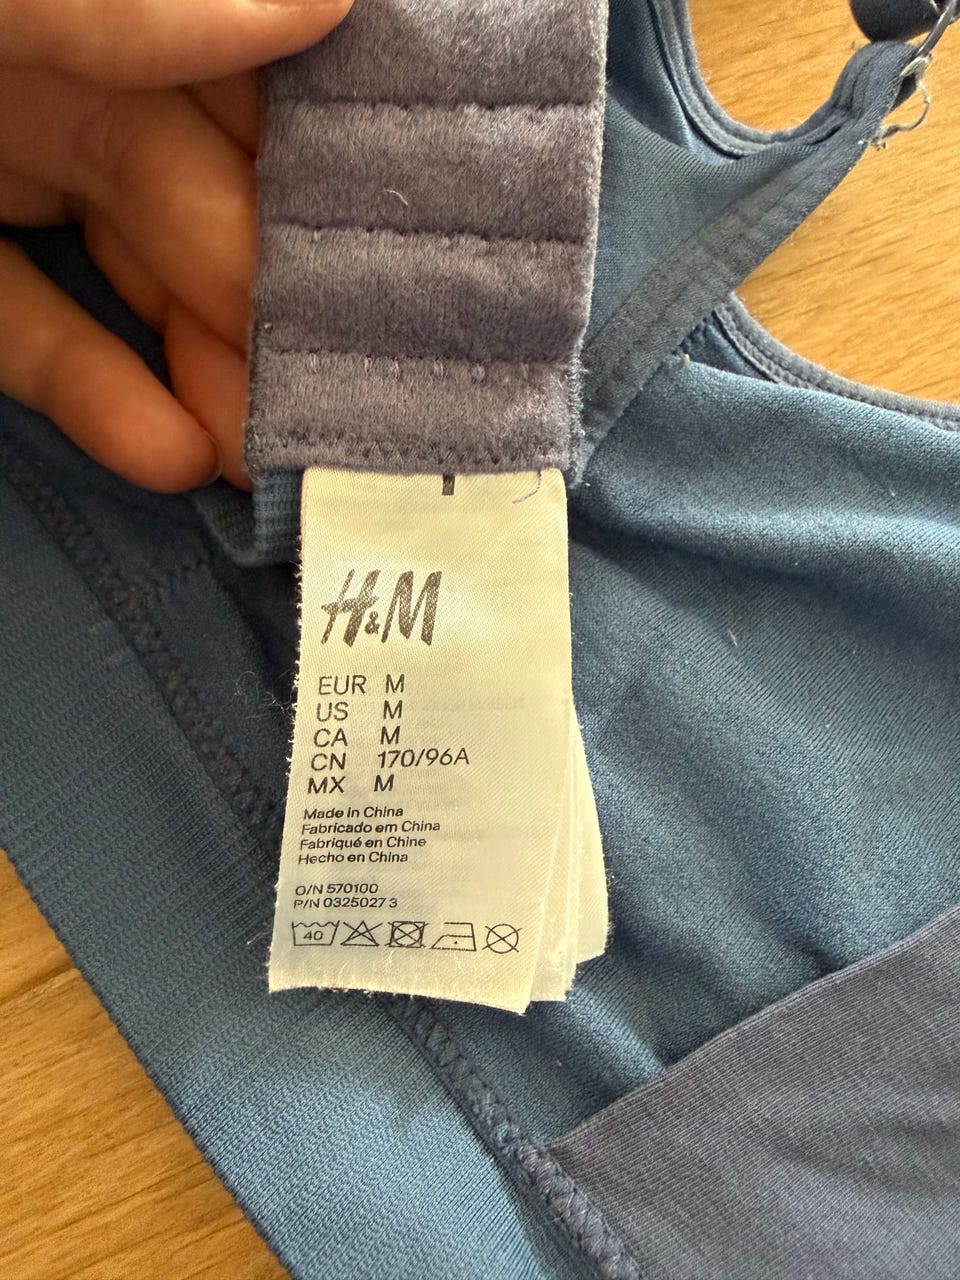 H&M
EUR M
US M
CA M
CN 170/96A
MX M
Made in China
Fabricado em China
Fabriqué en Chine
Hecho en China
O/N 570100
P/N 0325027 3
40